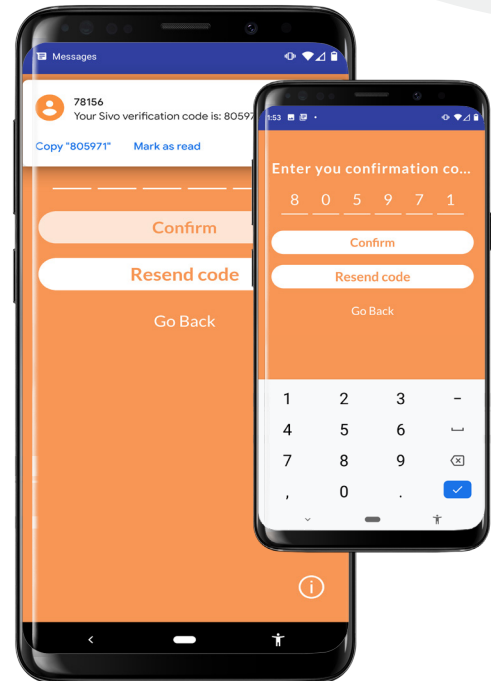 Messages
78156
Your Sivo verification code is: 8059
Copy "805971" Mark as read
Confirm
Resend code
Go Back
1:53
Enter you confirmation co...
8 0 5 9 7 1
Confirm
Resend code
Go Back
1 2 3 -
4 5 6
7 8 9
, 0 .